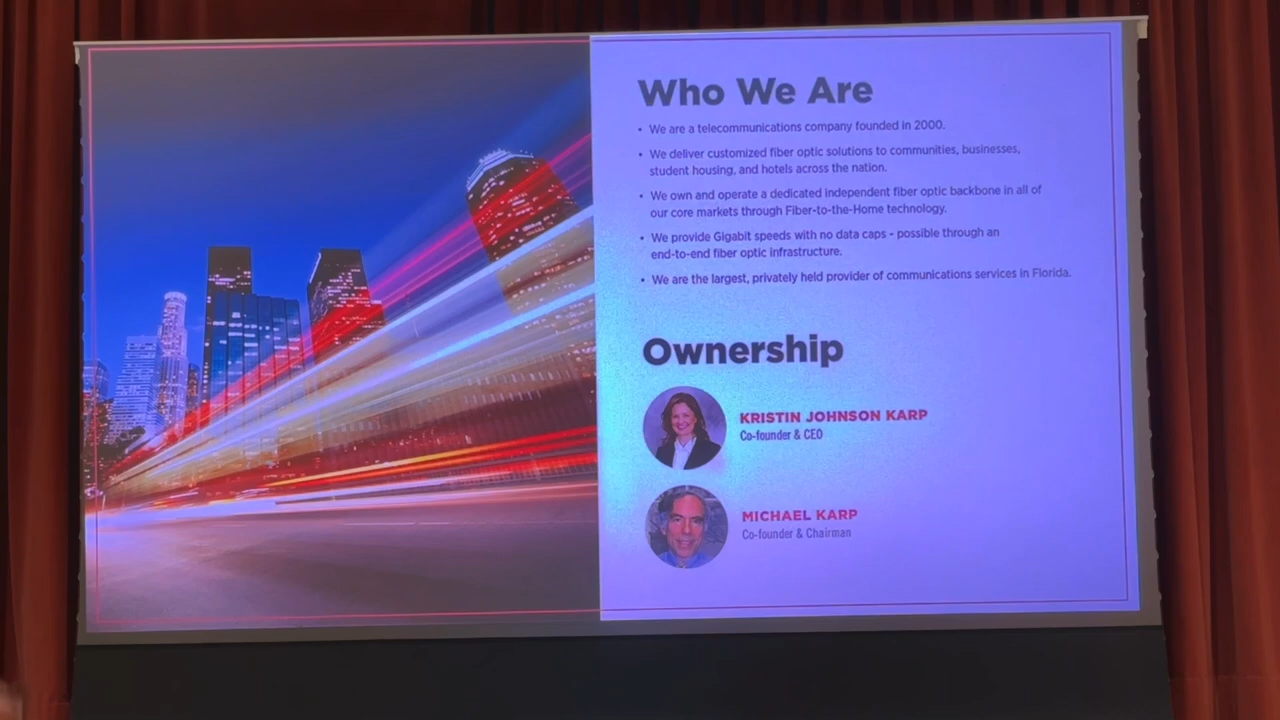 Who We Are
• We are a telecommunications company founded in 2000.
• We deliver customized fiber optic solutions to communities, businesses,
student housing, and hotels across the nation.
• We own and operate a dedicated independent fiber optic backbone in all of
our core markets through Fiber-to-the-Home technology.
• We provide Gigabit speeds with no data caps - possible through an
end-to-end fiber optic infrastructure.
• We are the largest, privately held provider of communications services in Florida.
Ownership
KRISTIN JOHNSON KARP
Co-founder & CEO
MICHAEL KARP
Co-founder & Chairman